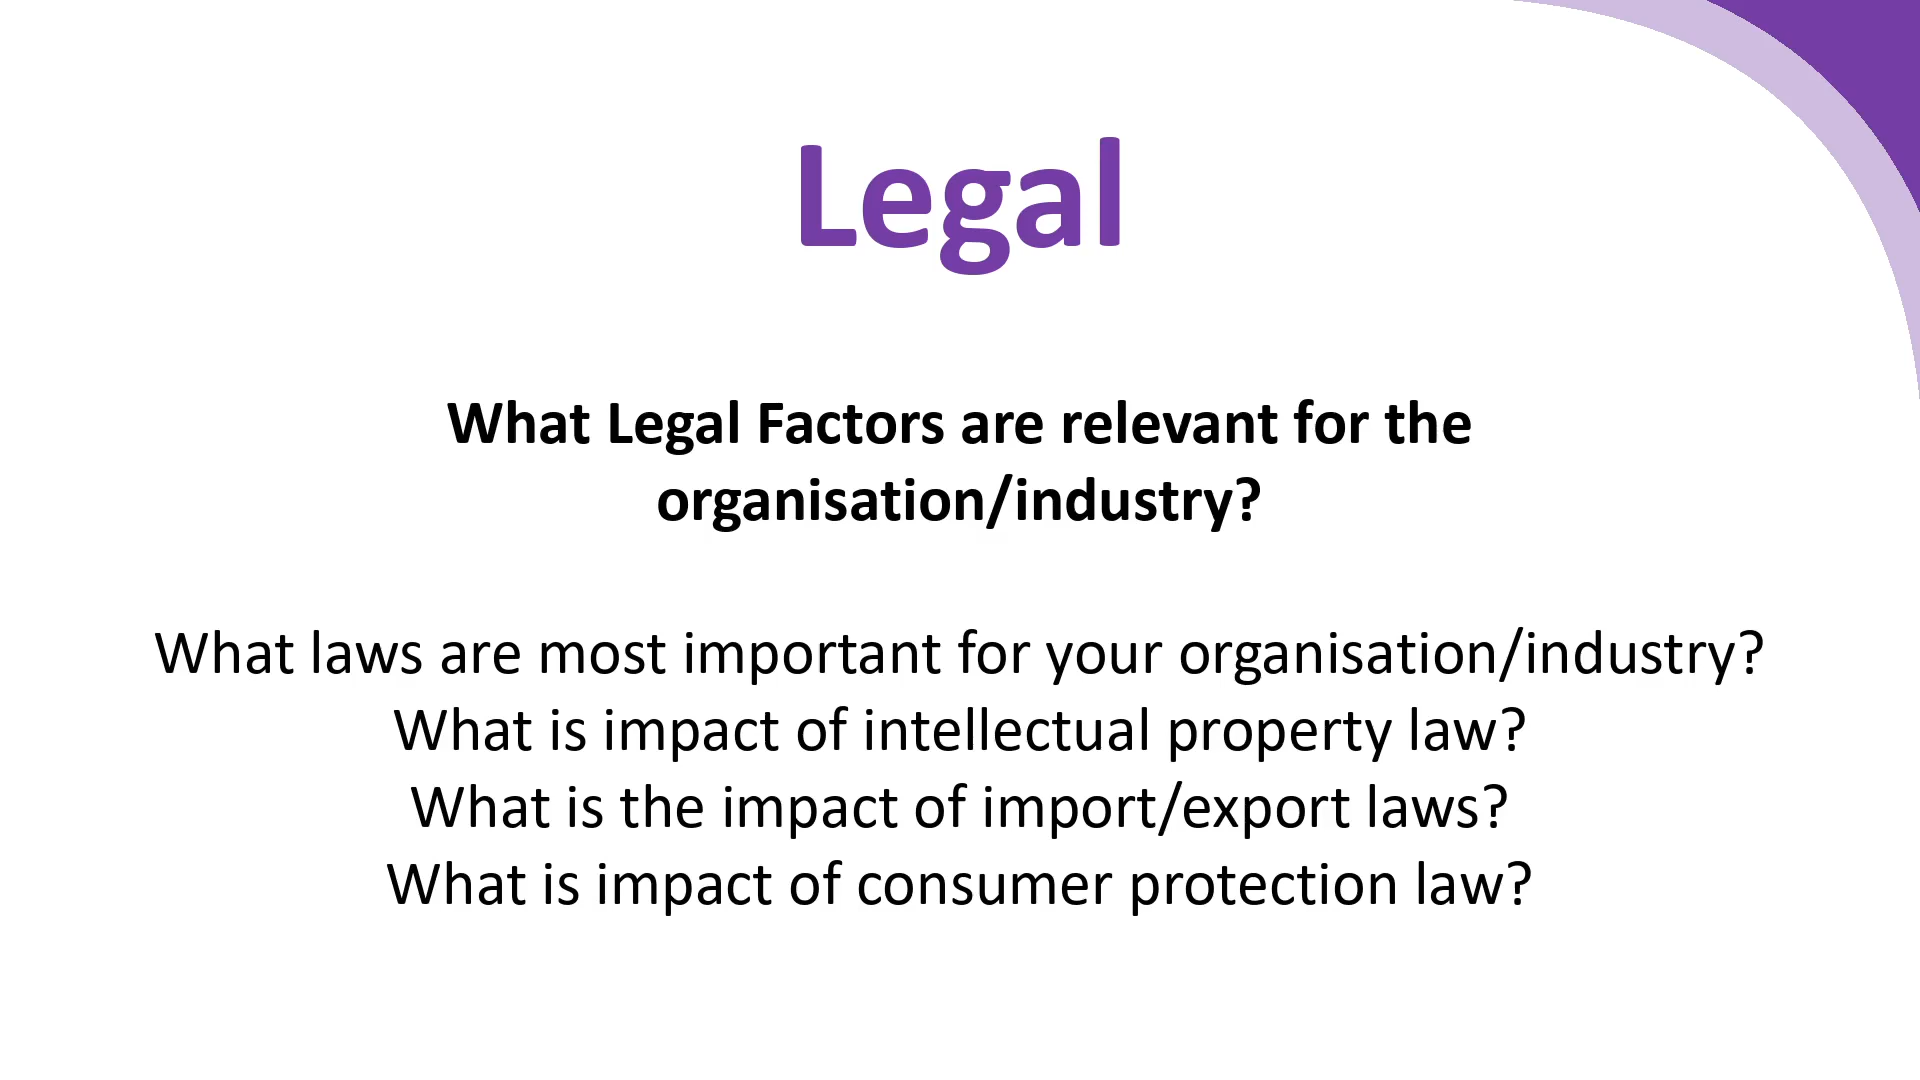 Legal
What Legal Factors are relevant for the
organisation/industry?
What laws are most important for your organisation/industry?
What is impact of intellectual property law?
What is the impact of import/export laws?
What is impact of consumer protection law?